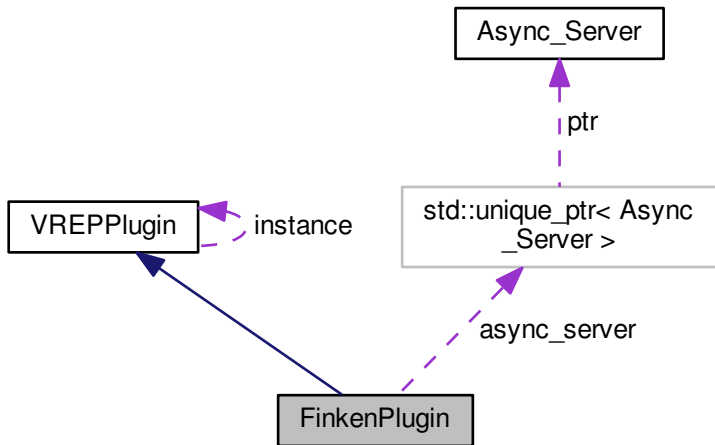 Async_Server
ptr
std::unique_ptr< Async
_Server >
VREPPlugin
instance
async_server
FinkenPlugin